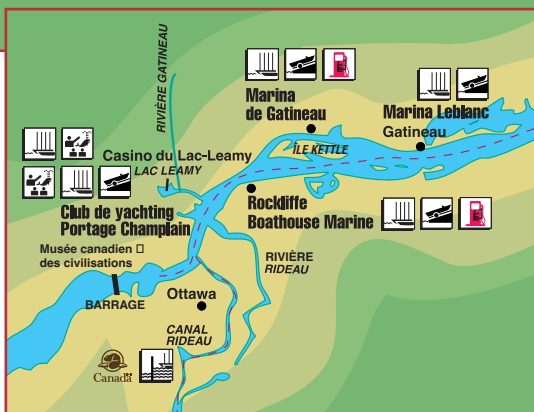 RIVIÈRE GATINEAU
Marina
de Gatineau
Marina Leblanc
Gatineau
ÎLE KETTLE
Casino du Lac-Leamy
LAC LEAMY
Club de yachting
Portage Champlain
Rockliffe
Boathouse Marine
Musée canadien
des civilisations
BARRAGE
RIVIÈRE
RIDEAU
Ottawa
CANAL
RIDEAU
Canada